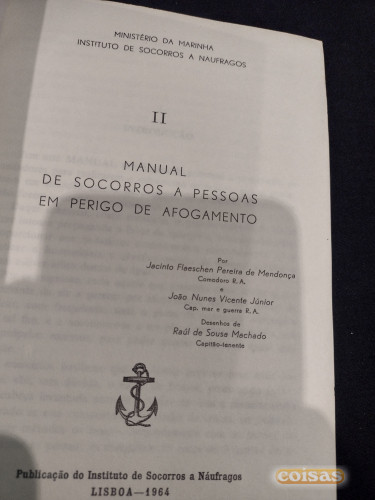 MINISTÉRIO DA MARINHA
INSTITUTO DE SOCORROS A NAUFRAGOS
II
MANUAL
DE SOCORROS A PESSOAS
EM PERIGO DE AFOGAMENTO
Por
Jacinto Flaeschen Pereira de Mendonça
Comodoro R. A.
e
João Nunes Vicente Júnior
Cap. mar e guerra R. A.
Desenhos de
Raúl de Sousa Machado
Capitão-tenente
Publicação do Instituto de Socorros a Náufragos
LISBOA—1964
coisas